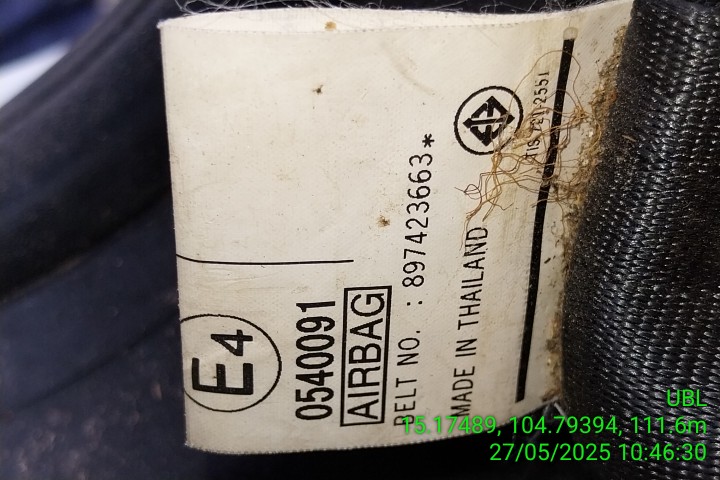 E4
0540091
AIRBAG
BELT NO. : 897423663*
MADE IN THAILAND
2551
UBL
15.17489, 104.79394, 111.6m
27/05/2025 10:46:30